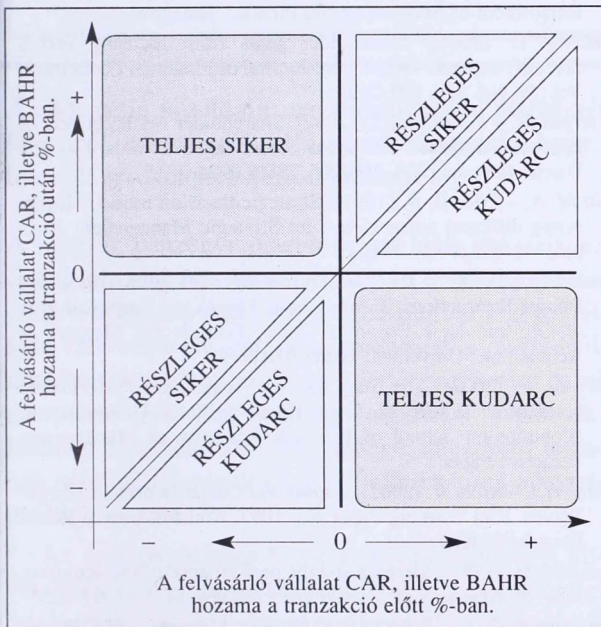 A felvásárló vállalat CAR, illetve BAHR
hozama a tranzakció után %-ban.
+
0
–
TELJES SIKER
RÉSZLEGES
SIKER
RÉSZLEGES
KUDARC
RÉSZLEGES
SIKER
RÉSZLEGES
KUDARC
TELJES KUDARC
– 0 +
A felvásárló vállalat CAR, illetve BAHR
hozama a tranzakció előtt %-ban.